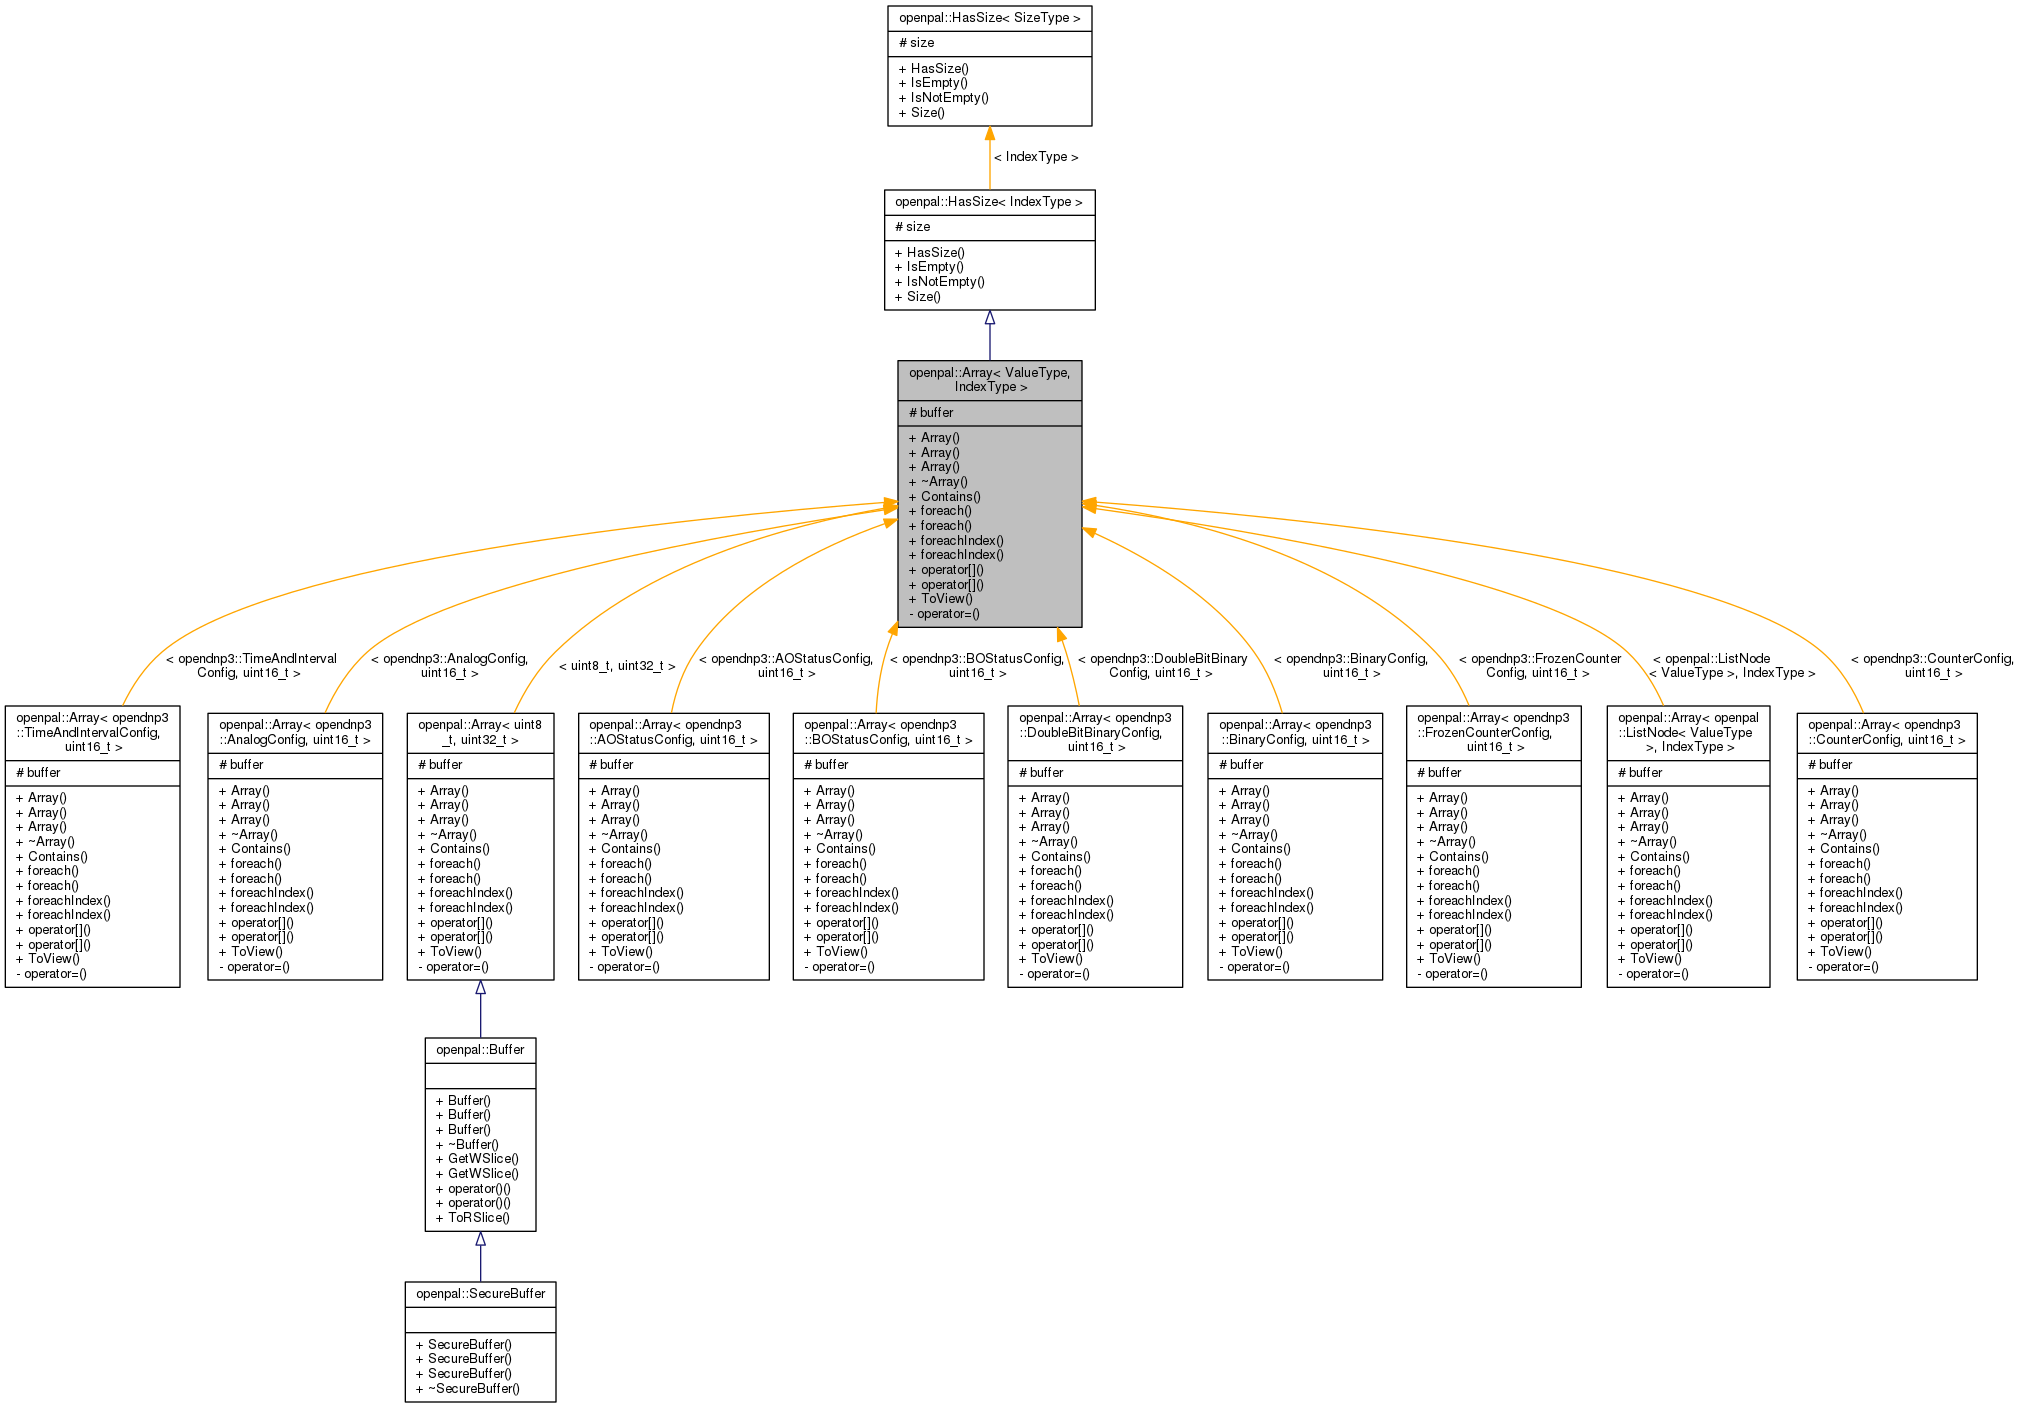 openpal::HasSize< SizeType >
# size
+ HasSize()
+ IsEmpty()
+ IsNotEmpty()
+ Size()
< IndexType >
openpal::HasSize< IndexType >
# size
+ HasSize()
+ IsEmpty()
+ IsNotEmpty()
+ Size()
openpal::Array< ValueType,
IndexType >
# buffer
+ Array()
+ Array()
+ Array()
+ ~Array()
+ Contains()
+ foreach()
+ foreach()
+ foreachIndex()
+ foreachIndex()
+ operator[]()
+ operator[]()
+ ToView()
- operator=()
< opendnp3::TimeAndInterval
Config, uint16_t >
< opendnp3::AnalogConfig,
uint16_t >
< uint8_t, uint32_t >
< opendnp3::AOStatusConfig,
uint16_t >
< opendnp3::BOStatusConfig,
uint16_t >
< opendnp3::DoubleBitBinary
Config, uint16_t >
< opendnp3::BinaryConfig,
uint16_t >
< opendnp3::FrozenCounter
Config, uint16_t >
< openpal::ListNode
< ValueType >, IndexType >
< opendnp3::CounterConfig,
uint16_t >
openpal::Array< opendnp3
::TimeAndIntervalConfig,
uint16_t >
# buffer
+ Array()
+ Array()
+ Array()
+ ~Array()
+ Contains()
+ foreach()
+ foreach()
+ foreachIndex()
+ foreachIndex()
+ operator[]()
+ operator[]()
+ ToView()
- operator=()
openpal::Array< opendnp3
::AnalogConfig, uint16_t >
# buffer
+ Array()
+ Array()
+ Array()
+ ~Array()
+ Contains()
+ foreach()
+ foreach()
+ foreachIndex()
+ foreachIndex()
+ operator[]()
+ operator[]()
+ ToView()
- operator=()
openpal::Array< uint8
_t, uint32_t >
# buffer
+ Array()
+ Array()
+ Array()
+ ~Array()
+ Contains()
+ foreach()
+ foreach()
+ foreachIndex()
+ foreachIndex()
+ operator[]()
+ operator[]()
+ ToView()
- operator=()
openpal::Array< opendnp3
::AOStatusConfig, uint16_t >
# buffer
+ Array()
+ Array()
+ Array()
+ ~Array()
+ Contains()
+ foreach()
+ foreach()
+ foreachIndex()
+ foreachIndex()
+ operator[]()
+ operator[]()
+ ToView()
- operator=()
openpal::Array< opendnp3
::BOStatusConfig, uint16_t >
# buffer
+ Array()
+ Array()
+ Array()
+ ~Array()
+ Contains()
+ foreach()
+ foreach()
+ foreachIndex()
+ foreachIndex()
+ operator[]()
+ operator[]()
+ ToView()
- operator=()
openpal::Array< opendnp3
::DoubleBitBinaryConfig,
uint16_t >
# buffer
+ Array()
+ Array()
+ Array()
+ ~Array()
+ Contains()
+ foreach()
+ foreach()
+ foreachIndex()
+ foreachIndex()
+ operator[]()
+ operator[]()
+ ToView()
- operator=()
openpal::Array< opendnp3
::BinaryConfig, uint16_t >
# buffer
+ Array()
+ Array()
+ Array()
+ ~Array()
+ Contains()
+ foreach()
+ foreach()
+ foreachIndex()
+ foreachIndex()
+ operator[]()
+ operator[]()
+ ToView()
- operator=()
openpal::Array< opendnp3
::FrozenCounterConfig,
uint16_t >
# buffer
+ Array()
+ Array()
+ Array()
+ ~Array()
+ Contains()
+ foreach()
+ foreach()
+ foreachIndex()
+ foreachIndex()
+ operator[]()
+ operator[]()
+ ToView()
- operator=()
openpal::Array< openpal
::ListNode< ValueType
>, IndexType >
# buffer
+ Array()
+ Array()
+ Array()
+ ~Array()
+ Contains()
+ foreach()
+ foreach()
+ foreachIndex()
+ foreachIndex()
+ operator[]()
+ operator[]()
+ ToView()
- operator=()
openpal::Array< opendnp3
::CounterConfig, uint16_t >
# buffer
+ Array()
+ Array()
+ Array()
+ ~Array()
+ Contains()
+ foreach()
+ foreach()
+ foreachIndex()
+ foreachIndex()
+ operator[]()
+ operator[]()
+ ToView()
- operator=()
openpal::Buffer
+ Buffer()
+ Buffer()
+ Buffer()
+ ~Buffer()
+ GetWSlice()
+ GetWSlice()
+ operator()()
+ operator()()
+ ToRSlice()
openpal::SecureBuffer
+ SecureBuffer()
+ SecureBuffer()
+ SecureBuffer()
+ ~SecureBuffer()